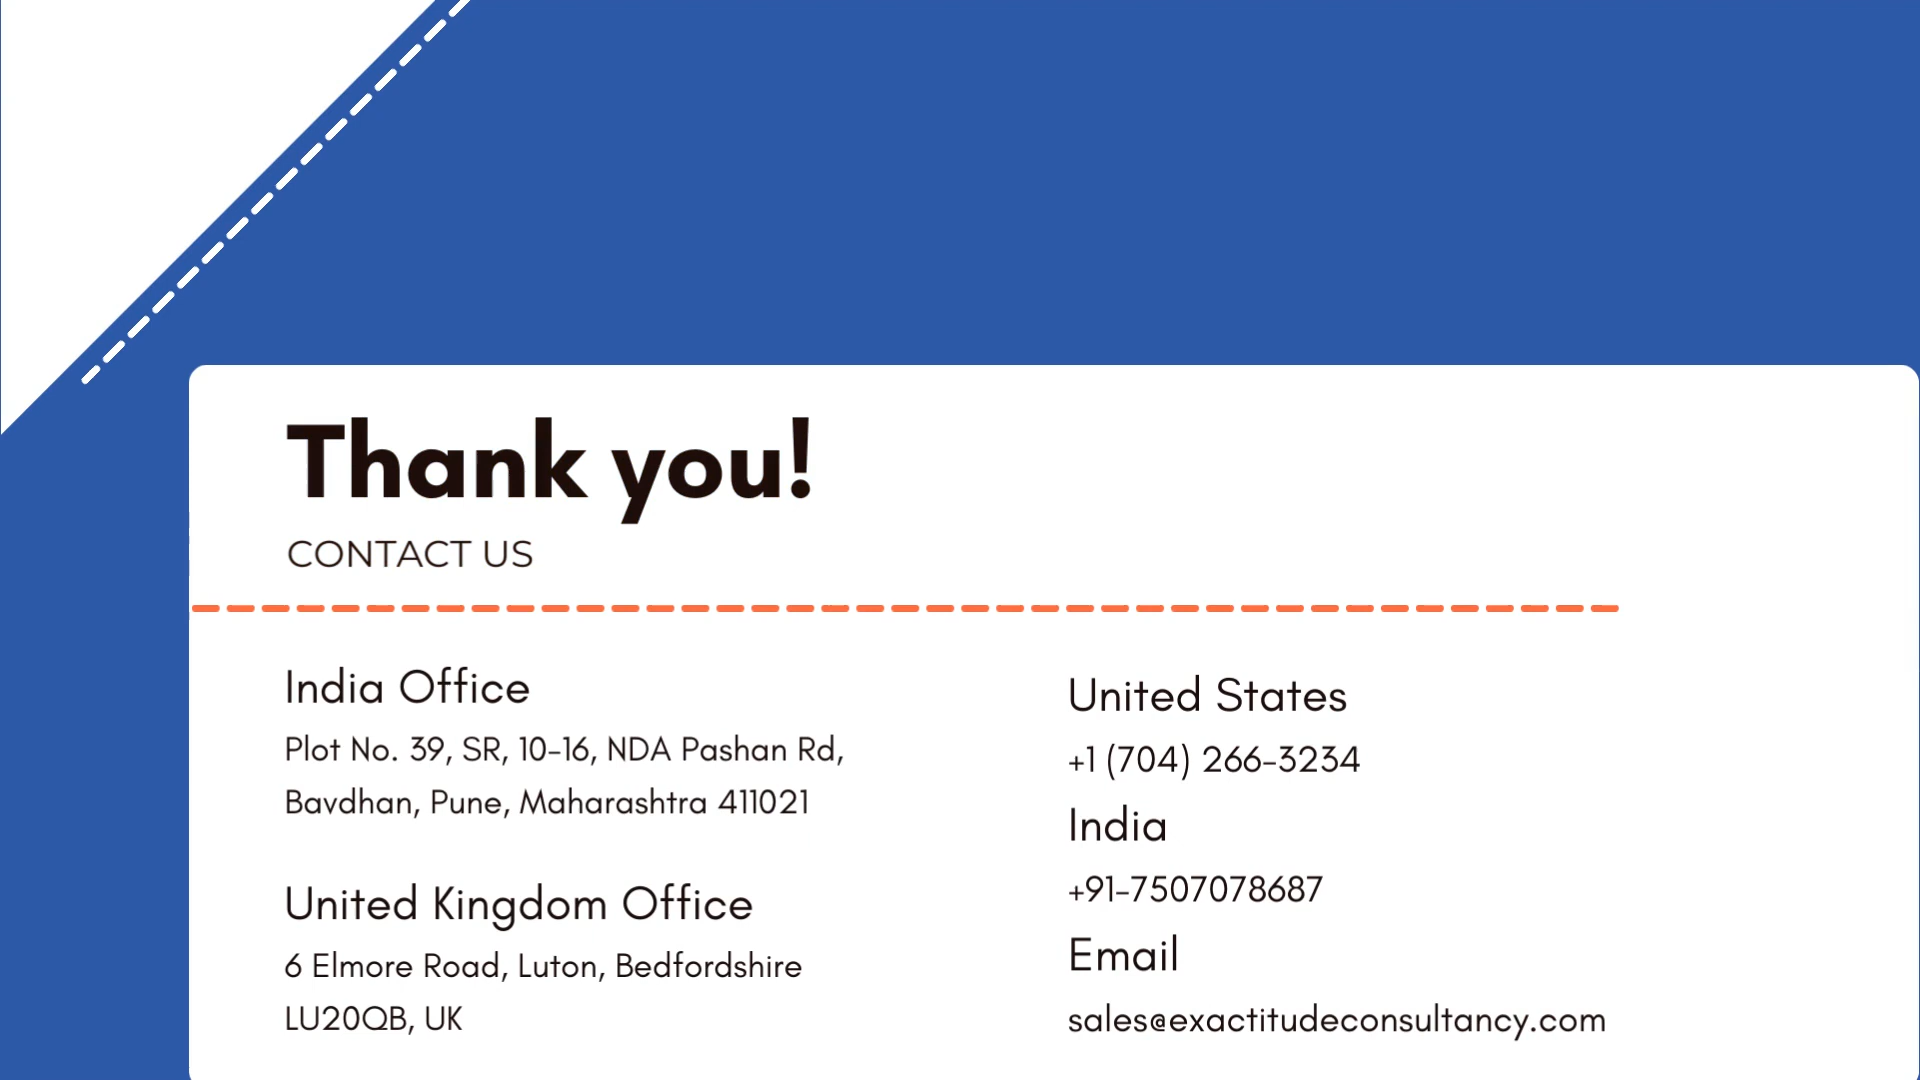 Thank you!
CONTACT US
India Office
Plot No. 39, SR, 10-16, NDA Pashan Rd,
Bavdhan, Pune, Maharashtra 411021
United Kingdom Office
6 Elmore Road, Luton, Bedfordshire
LU20QB, UK
United States
+1 (704) 266-3234
India
+91-7507078687
Email
sales@exactitudeconsultancy.com